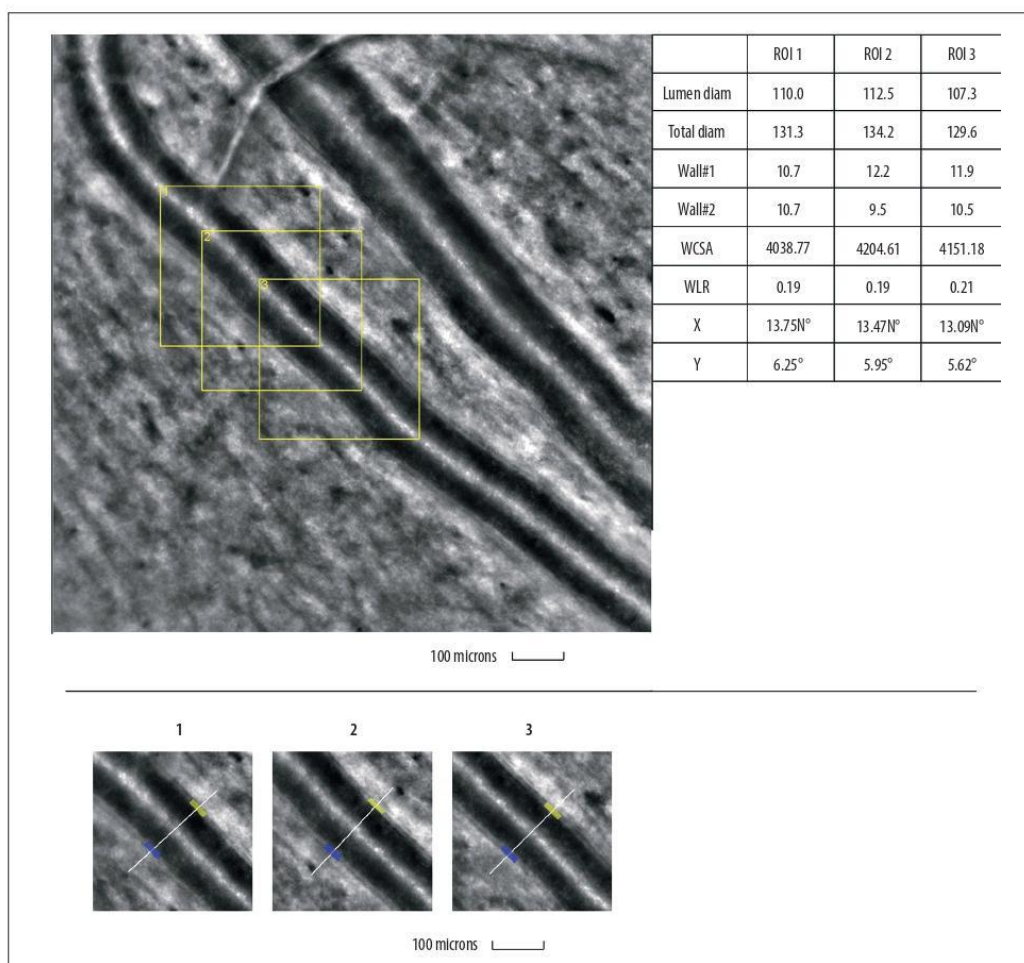 ROI 1 ROI 2 ROI 3
Lumen diam 110.0 112.5 107.3
Total diam 131.3 134.2 129.6
Wall#1 10.7 12.2 11.9
Wall#2 10.7 9.5 10.5
WCSA 4038.77 4204.61 4151.18
WLR 0.19 0.19 0.21
X 13.75N° 13.47N° 13.09N°
Y 6.25° 5.95° 5.62°
1
2
3
100 microns
1 2 3
100 microns